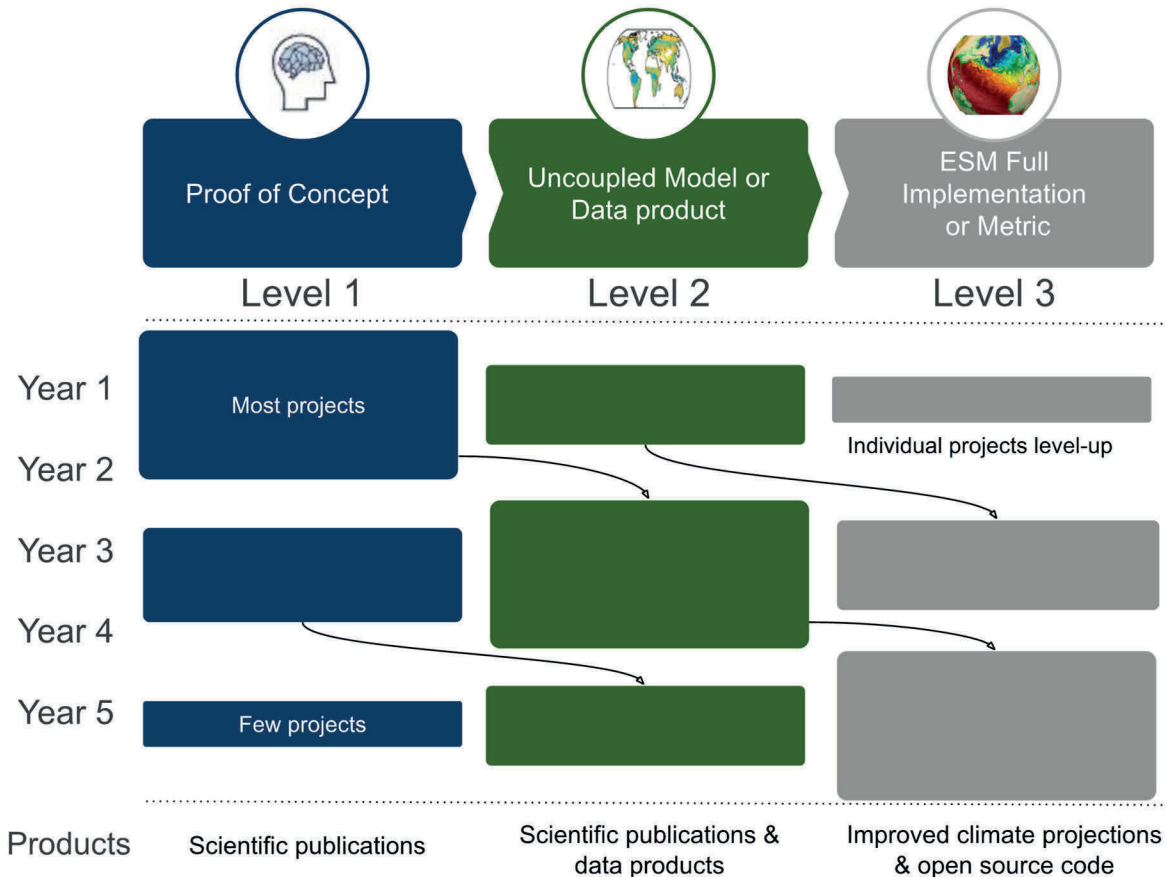 Proof of Concept
Uncoupled Model or
Data product
ESM Full
Implementation
or Metric
Level 1
Level 2
Level 3
Year 1
Most projects
Individual projects level-up
Year 2
Year 3
Year 4
Year 5
Few projects
Products
Scientific publications
Scientific publications &
data products
Improved climate projections
& open source code